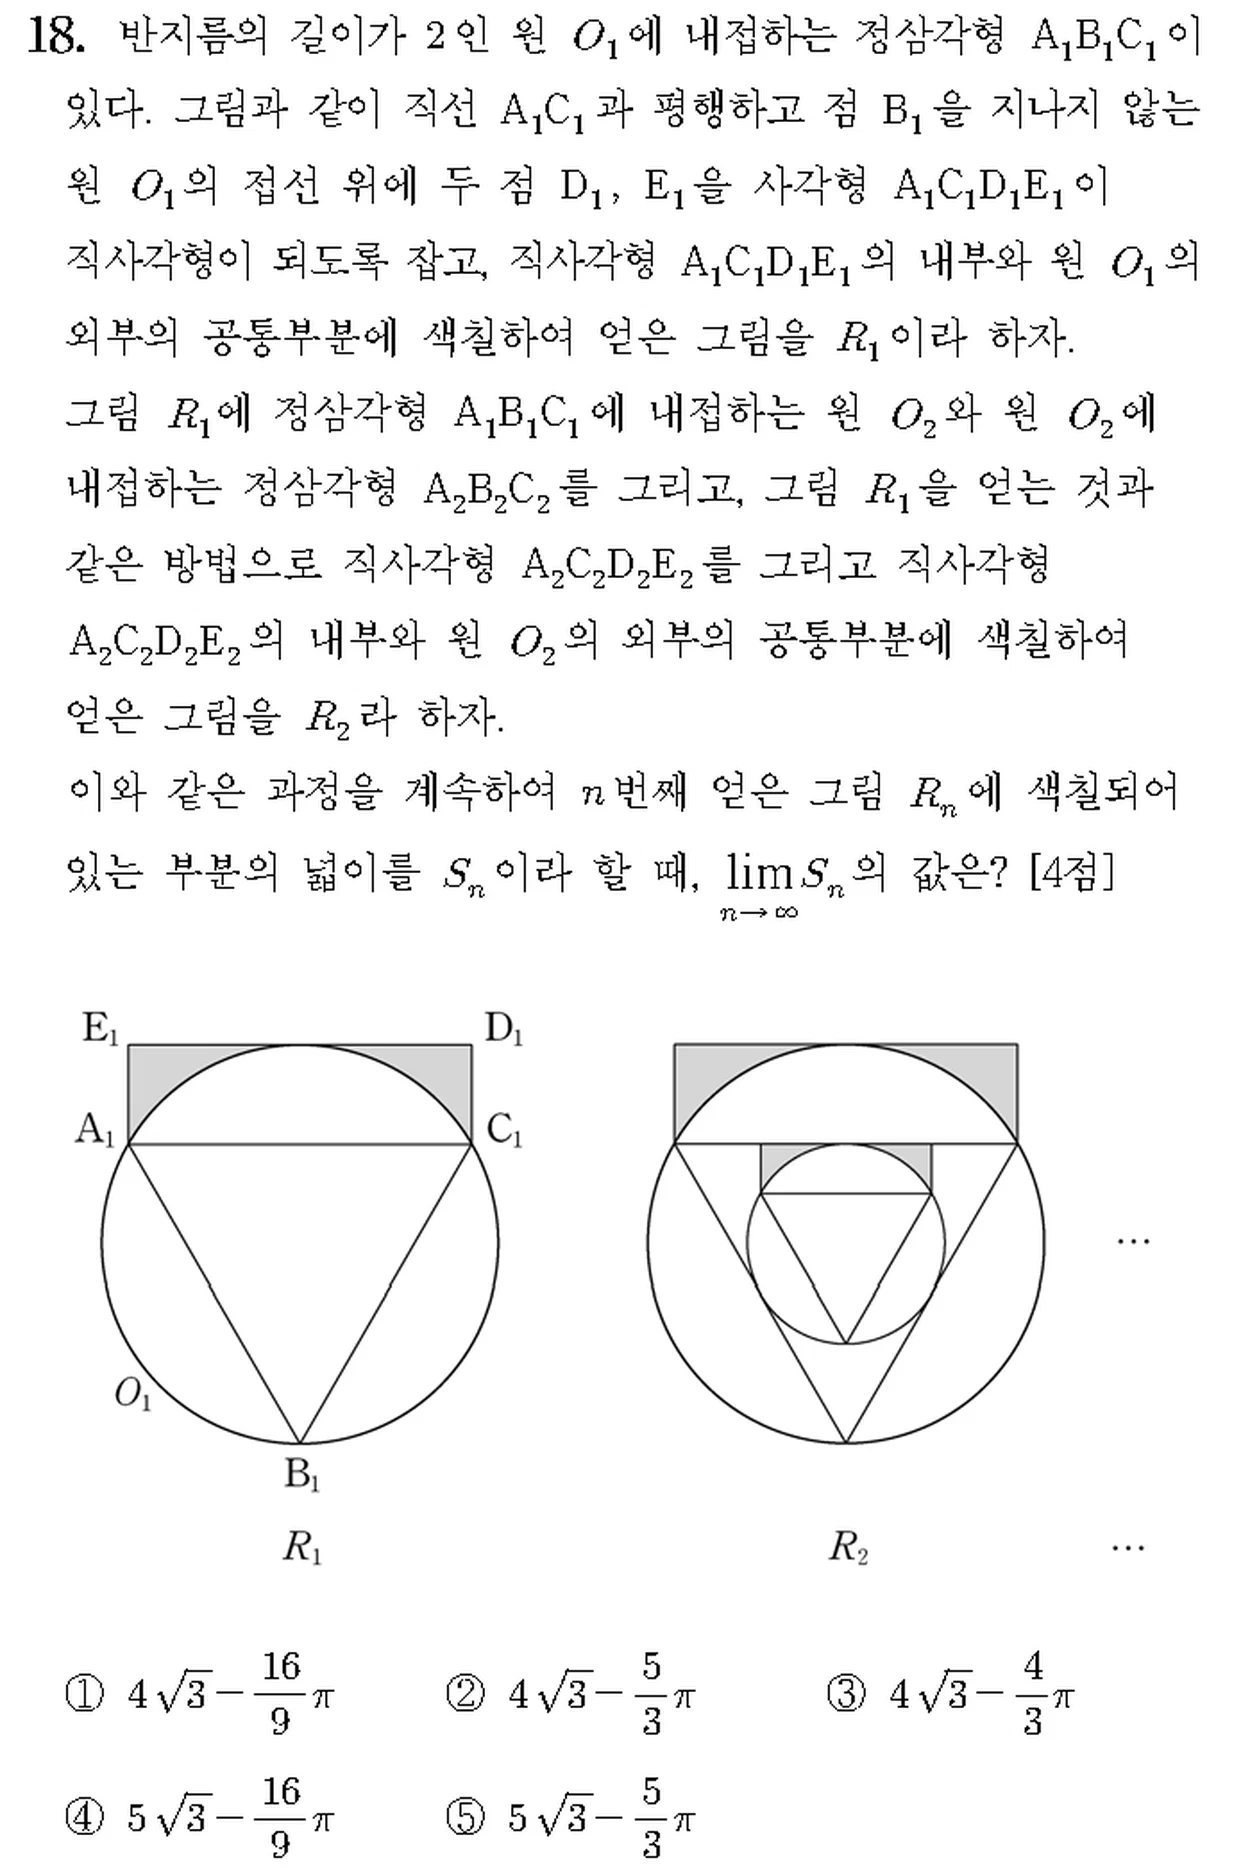 18. 반지름의 길이가 2인 원 O₁에 내접하는 정삼각형 A₁B₁C₁이
있다. 그림과 같이 직선 A₁C₁과 평행하고 점 B₁을 지나지 않는
원 O₁의 접선 위에 두 점 D₁, E₁을 사각형 A₁C₁D₁E₁이
직사각형이 되도록 잡고, 직사각형 A₁C₁D₁E₁의 내부와 원 O₁의
외부의 공통부분에 색칠하여 얻은 그림을 R₁이라 하자.
그림 R₁에 정삼각형 A₁B₁C₁에 내접하는 원 O₂와 원 O₂에
내접하는 정삼각형 A₂B₂C₂를 그리고, 그림 R₁을 얻는 것과
같은 방법으로 직사각형 A₂C₂D₂E₂를 그리고 직사각형
A₂C₂D₂E₂의 내부와 원 O₂의 외부의 공통부분에 색칠하여
얻은 그림을 R₂라 하자.
이와 같은 과정을 계속하여 n번째 얻은 그림 Rₙ에 색칠되어
있는 부분의 넓이를 Sₙ이라 할 때, lim Sₙ의 값은? [4점]
n→∞
E₁ D₁
A₁ C₁
…
O₁
B₁
R₁ R₂ …
① 4√3 − 16/9 π ② 4√3 − 5/3 π ③ 4√3 − 4/3 π
④ 5√3 − 16/9 π ⑤ 5√3 − 5/3 π